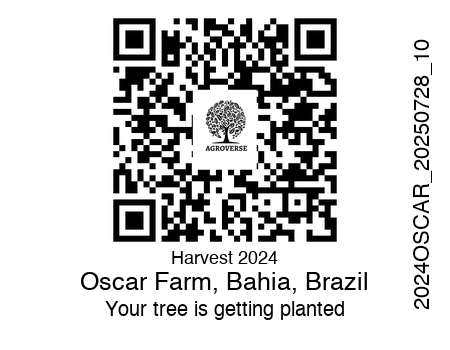 AGROVERSE
Harvest 2024
Oscar Farm, Bahia, Brazil
Your tree is getting planted
2024OSCAR_20250728_10